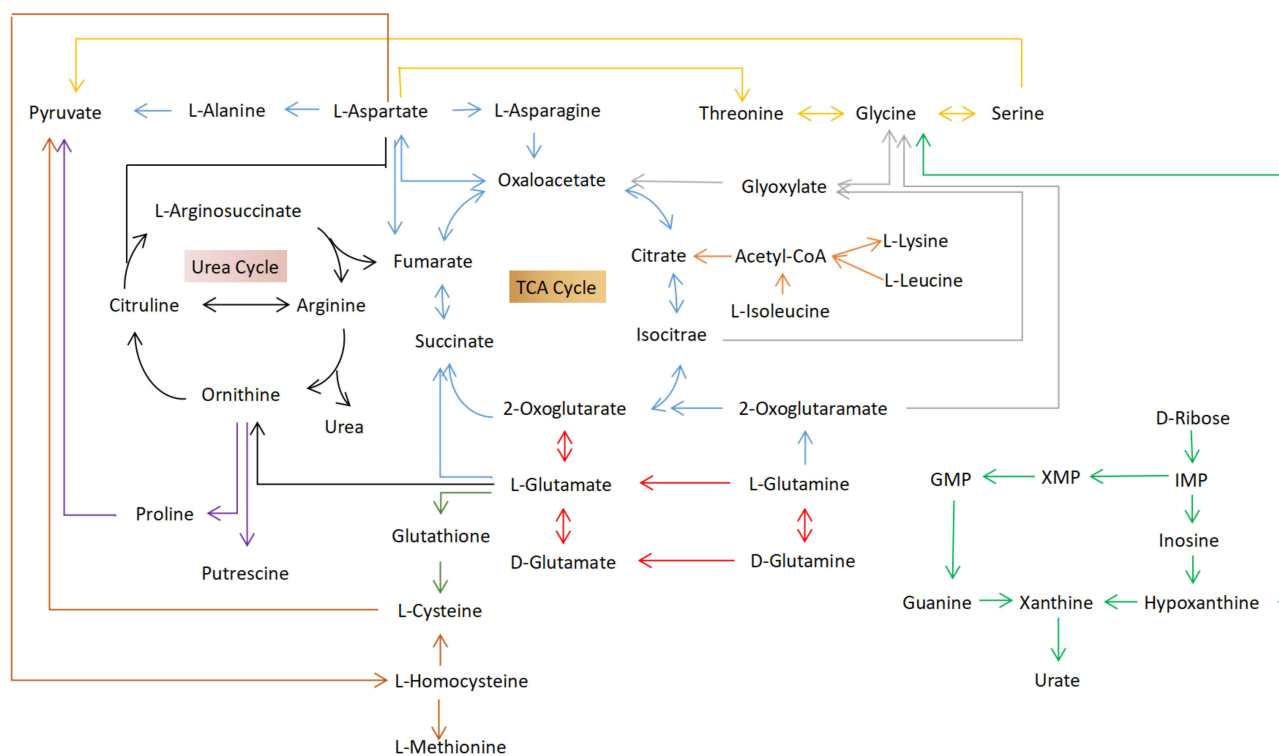 Pyruvate
L-Alanine
L-Aspartate
L-Asparagine
Threonine
Glycine
Serine
Oxaloacetate
Glyoxylate
L-Arginosuccinate
L-Lysine
Urea Cycle
Fumarate
Citrate
Acetyl-CoA
L-Leucine
TCA Cycle
Citruline
Arginine
L-Isoleucine
Succinate
Isocitrae
Ornithine
2-Oxoglutarate
2-Oxoglutaramate
D-Ribose
Urea
L-Glutamate
L-Glutamine
GMP
XMP
IMP
Proline
Glutathione
Inosine
Putrescine
D-Glutamate
D-Glutamine
L-Cysteine
Guanine
Xanthine
Hypoxanthine
L-Homocysteine
Urate
L-Methionine